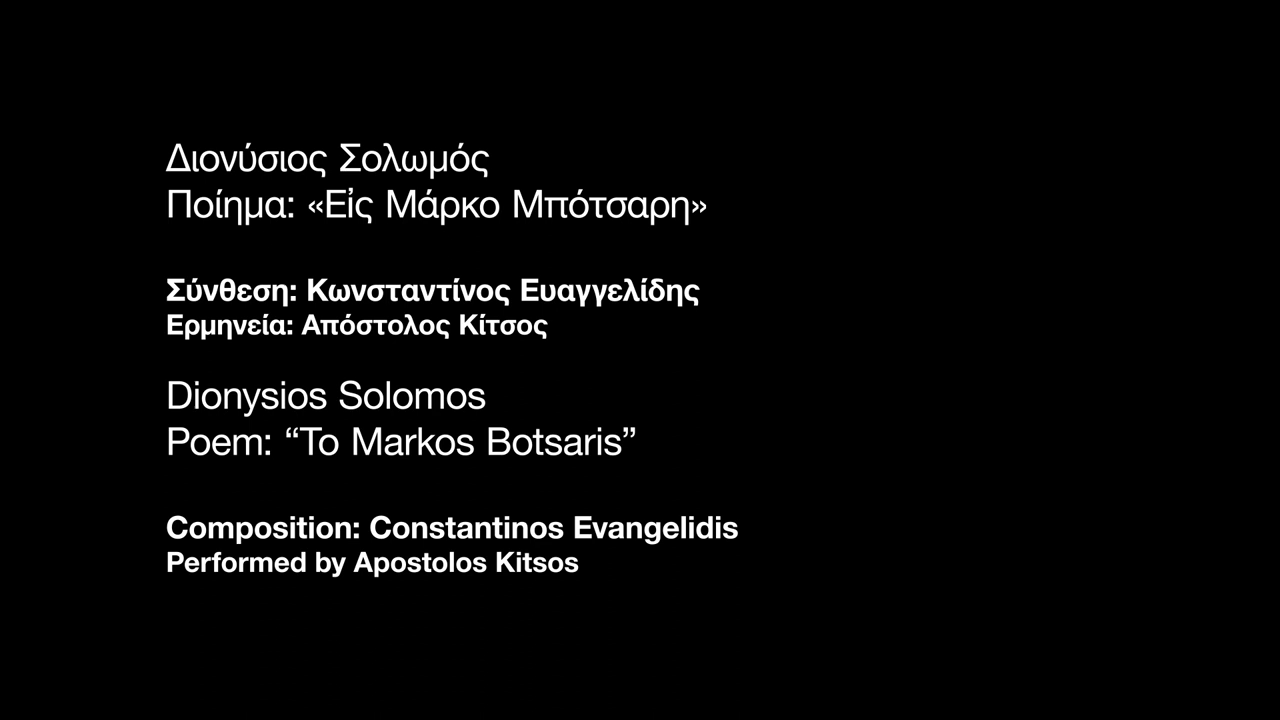 Διονύσιος Σολωμός
Ποίημα: «Εἰς Μάρκο Μπότσαρη»
Σύνθεση: Κωνσταντίνος Ευαγγελίδης
Ερμηνεία: Απόστολος Κίτσος
Dionysios Solomos
Poem: “To Markos Botsaris”
Composition: Constantinos Evangelidis
Performed by Apostolos Kitsos